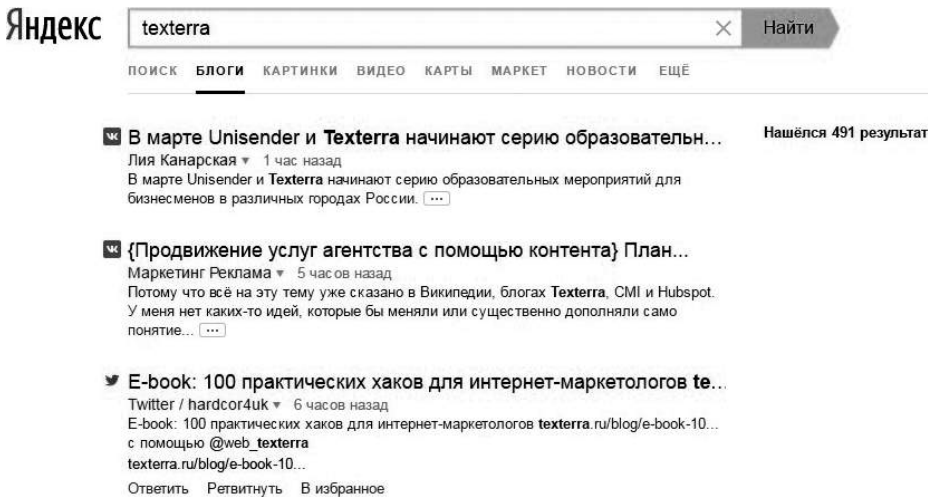 Яндекс
texterra
Найти
ПОИСК БЛОГИ КАРТИНКИ ВИДЕО КАРТЫ МАРКЕТ НОВОСТИ ЕЩЁ
Нашёлся 491 результат
В марте Unisender и Texterra начинают серию образовательн...
Лия Канарская 1 час назад
В марте Unisender и Texterra начинают серию образовательных мероприятий для
бизнесменов в различных городах России. ...
{Продвижение услуг агентства с помощью контента} План...
Маркетинг Реклама 5 часов назад
Потому что всё на эту тему уже сказано в Википедии, блогах Texterra, CMI и Hubspot.
У меня нет каких-то идей, которые бы меняли или существенно дополняли само
понятие... ...
E-book: 100 практических хаков для интернет-маркетологов te...
Twitter / hardcor4uk 6 часов назад
E-book: 100 практических хаков для интернет-маркетологов texterra.ru/blog/e-book-10...
с помощью @web_texterra
texterra.ru/blog/e-book-10...
Ответить Ретвитнуть В избранное